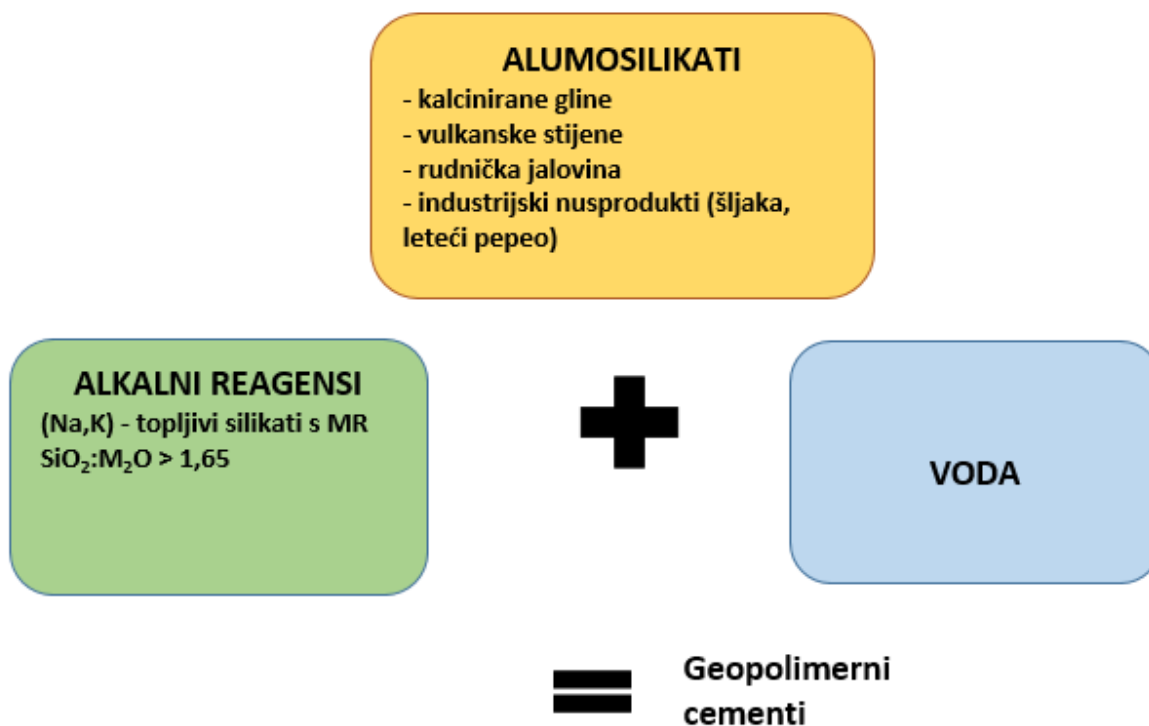 ALUMOSILIKATI
- kalcinirane gline
- vulkanske stijene
- rudnička jalovina
- industrijski nusprodukti (šljaka,
leteći pepeo)
ALKALNI REAGENSI
(Na,K) - topljivi silikati s MR
SiO₂:M₂O > 1,65
VODA
Geopolimerni
cementi